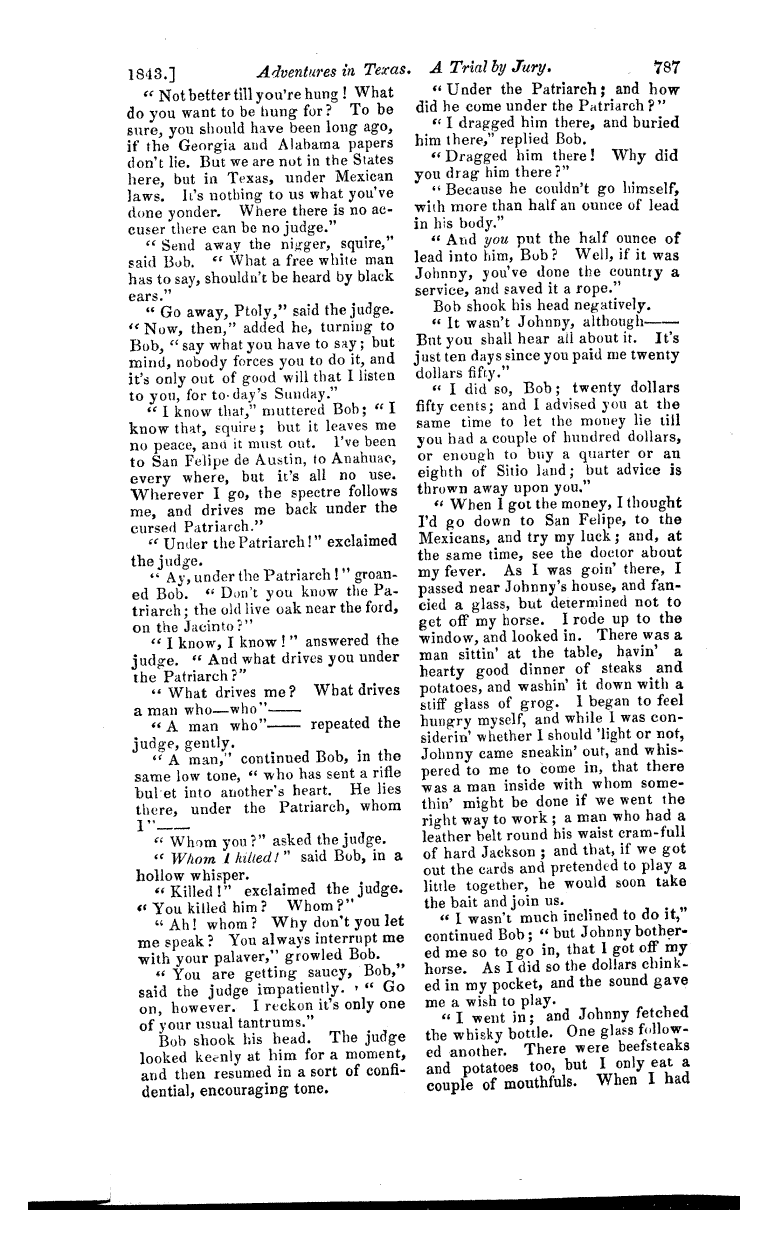 1843.] Adventures in Texas. A Trial by Jury. 787
“ Not better till you're hung ! What
do you want to be hung for ? To be
sure, you should have been long ago,
if the Georgia and Alabama papers
don't lie. But we are not in the States
here, but in Texas, under Mexican
laws. It's nothing to us what you've
done yonder. Where there is no ac-
cuser there can be no judge.”
“ Send away the nigger, squire,”
said Bob. “ What a free white man
has to say, shouldn't be heard by black
ears.”
“ Go away, Ptoly,” said the judge.
“ Now, then,” added he, turning to
Bob, “ say what you have to say ; but
mind, nobody forces you to do it, and
it's only out of good will that I listen
to you, for to-day's Sunday.”
“ I know that,” muttered Bob ; “ I
know that, squire ; but it leaves me
no peace, and it must out. I've been
to San Felipe de Austin, to Anahuac,
every where, but it's all no use.
Wherever I go, the spectre follows
me, and drives me back under the
cursed Patriarch.”
“ Under the Patriarch ! ” exclaimed
the judge.
“ Ay, under the Patriarch ! ” groan-
ed Bob. “ Don't you know the Pa-
triarch ; the old live oak near the ford,
on the Jacinto ? ”
“ I know, I know ! ” answered the
judge. “ And what drives you under
the Patriarch ? ”
“ What drives me ? What drives
a man who—who ”——
“ A man who”—— repeated the
judge, gently.
“ A man,” continued Bob, in the
same low tone, “ who has sent a rifle
bullet into another's heart. He lies
there, under the Patriarch, whom
I ”——
“ Whom you ? ” asked the judge.
“ Whom I killed ! ” said Bob, in a
hollow whisper.
“ Killed ! ” exclaimed the judge.
“ You killed him ? Whom ? ”
“ Ah ! whom ? Why don't you let
me speak ? You always interrupt me
with your palaver,” growled Bob.
“ You are getting saucy, Bob,”
said the judge impatiently. “ Go
on, however. I reckon it's only one
of your usual tantrums.”
Bob shook his head. The judge
looked keenly at him for a moment,
and then resumed in a sort of confi-
dential, encouraging tone.
“ Under the Patriarch ; and how
did he come under the Patriarch ? ”
“ I dragged him there, and buried
him there,” replied Bob.
“ Dragged him there ! Why did
you drag him there ? ”
“ Because he couldn't go himself,
with more than half an ounce of lead
in his body.”
“ And you put the half ounce of
lead into him, Bob ? Well, if it was
Johnny, you've done the country a
service, and saved it a rope.”
Bob shook his head negatively.
“ It wasn't Johnny, although——
But you shall hear all about it. It's
just ten days since you paid me twenty
dollars fifty.”
“ I did so, Bob ; twenty dollars
fifty cents ; and I advised you at the
same time to let the money lie till
you had a couple of hundred dollars,
or enough to buy a quarter or an
eighth of Sitio land ; but advice is
thrown away upon you.”
“ When I got the money, I thought
I'd go down to San Felipe, to the
Mexicans, and try my luck ; and, at
the same time, see the doctor about
my fever. As I was goin' there, I
passed near Johnny's house, and fan-
cied a glass, but determined not to
get off my horse. I rode up to the
window, and looked in. There was a
man sittin' at the table, havin' a
hearty good dinner of steaks and
potatoes, and washin' it down with a
stiff glass of grog. I began to feel
hungry myself, and while I was con-
siderin' whether I should 'light or not,
Johnny came sneakin' out, and whis-
pered to me to come in, that there
was a man inside with whom some-
thin' might be done if we went the
right way to work ; a man who had a
leather belt round his waist cram-full
of hard Jackson ; and that, if we got
out the cards and pretended to play a
little together, he would soon take
the bait and join us.
“ I wasn't much inclined to do it,”
continued Bob ; “ but Johnny bother-
ed me so to go in, that I got off my
horse. As I did so the dollars chink-
ed in my pocket, and the sound gave
me a wish to play.
“ I went in ; and Johnny fetched
the whisky bottle. One glass follow-
ed another. There were beefsteaks
and potatoes too, but I only eat a
couple of mouthfuls. When I had